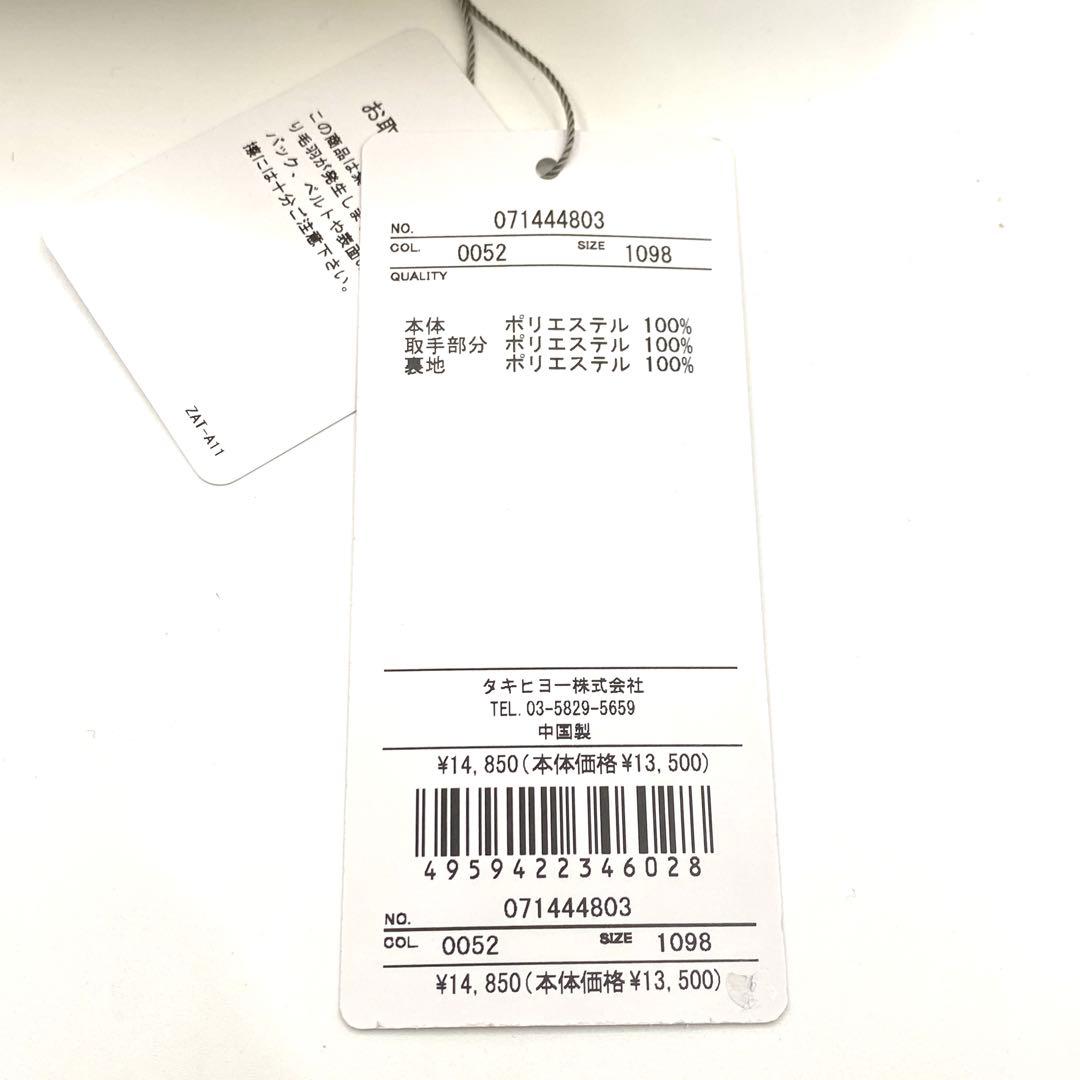 お取
この商品は
り毛羽が発生しま
バック、ベルトや表面
擦には十分ご注意下さい。
ZAT-A11
NO. 071444803
COL. 0052 SIZE 1098
QUALITY
本体 ポリエステル 100%
取手部分 ポリエステル 100%
裏地 ポリエステル 100%
タキヒヨー株式会社
TEL.03-5829-5659
中国製
¥14,850(本体価格¥13,500)
4959422346028
NO. 071444803
COL. 0052 SIZE 1098
¥14,850(本体価格¥13,500)